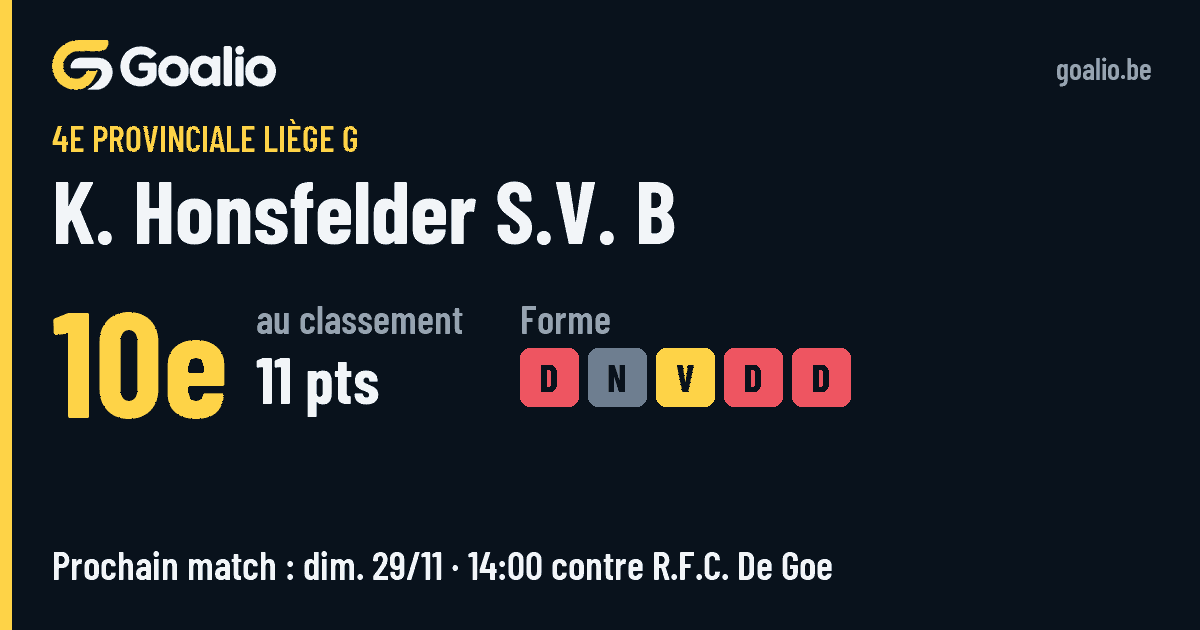 Goalio
goalio.be
4E PROVINCIALE LIÈGE G
K. Honsfelder S.V. B
10e
au classement
11 pts
Forme
D N V D D
Prochain match : dim. 29/11 · 14:00 contre R.F.C. De Goe